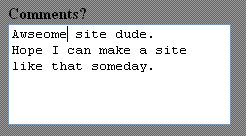 Comments?
Awseome site dude.
Hope I can make a site
like that someday.